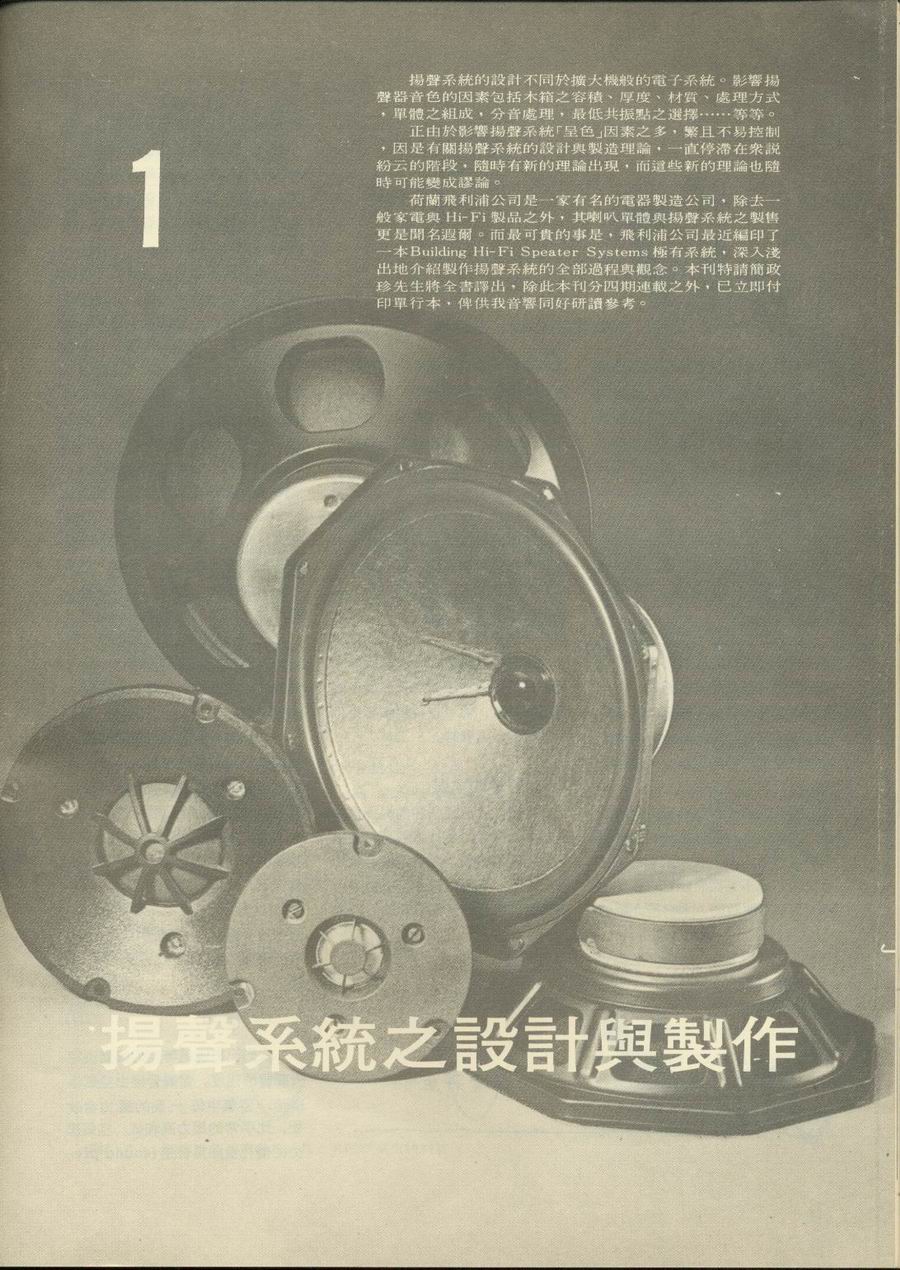 1
揚聲系統的設計不同於擴大機般的電子系統。影響揚
聲器音色的因素包括木箱之容積、厚度、材質、處理方式
，單體之組成，分音處理，最低共振點之選擇⋯⋯等等。
正由於影響揚聲系統「呈色」因素之多，繁且不易控制
，因是有關揚聲系統的設計與製造理論，一直停滯在衆説
紛云的階段，隨時有新的理論出現，而這些新的理論也隨
時可能變成謬論。
荷蘭飛利浦公司是一家有名的電器製造公司，除去一
般家電與 Hi-Fi 製品之外，其喇叭單體與揚聲系統之製售
更是聞名遐爾。而最可貴的事是，飛利浦公司最近編印了
一本Building Hi-Fi Speater Systems 極有系統，深入淺
出地介紹製作揚聲系統的全部過程與觀念。本刊特請簡政
珍先生將全書譯出，除此本刊分四期連載之外，已立即付
印單行本，俾供我音響同好研讀參考。
揚聲系統之設計與製作